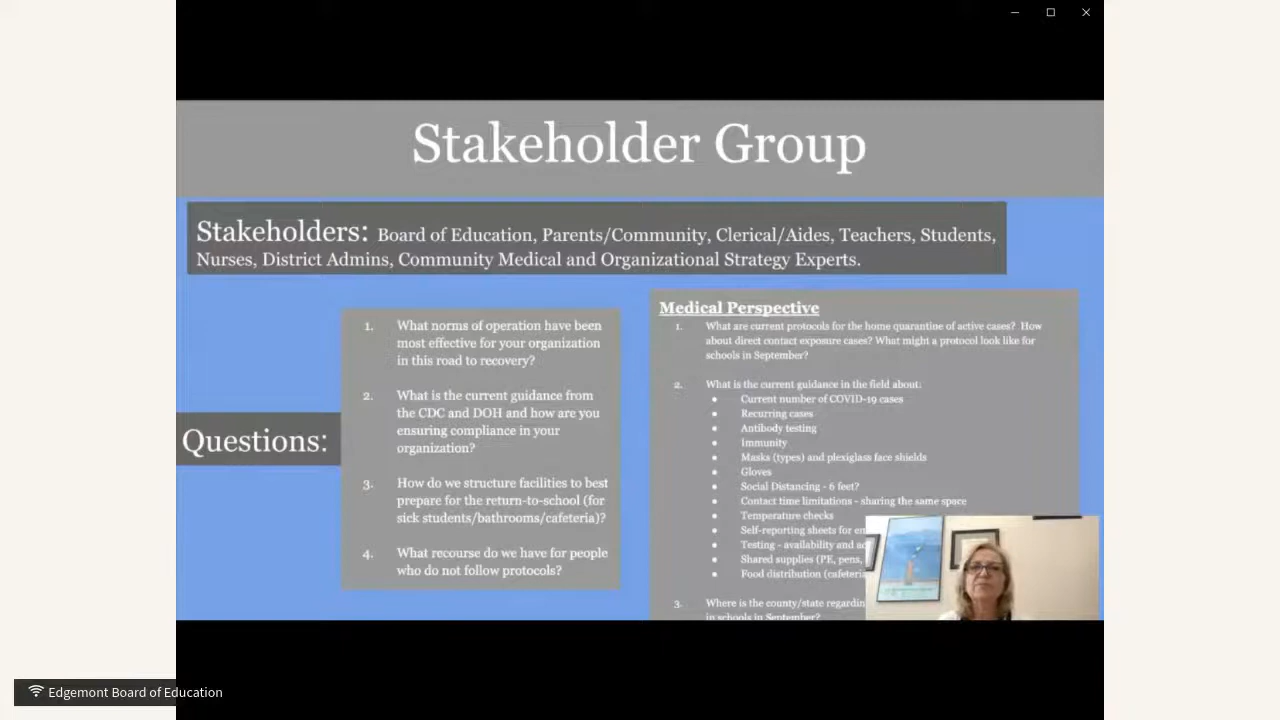 Stakeholder Group
Stakeholders: Board of Education, Parents/Community, Clerical/Aides, Teachers, Students,
Nurses, District Admins, Community Medical and Organizational Strategy Experts.
Questions:
1. What norms of operation have been
most effective for your organization
in this road to recovery?
2. What is the current guidance from
the CDC and DOH and how are you
ensuring compliance in your
organization?
3. How do we structure facilities to best
prepare for the return-to-school (for
sick students/bathrooms/cafeteria)?
4. What recourse do we have for people
who do not follow protocols?
Medical Perspective
1. What are current protocols for the home quarantine of active cases? How
about direct contact exposure cases? What might a protocol look like for
schools in September?
2. What is the current guidance in the field about:
● Current number of COVID-19 cases
● Recurring cases
● Antibody testing
● Immunity
● Masks (types) and plexiglass face shields
● Gloves
● Social Distancing - 6 feet?
● Contact time limitations - sharing the same space
● Temperature checks
● Self-reporting sheets for
● Testing - availability and
● Shared supplies (PE, pens,
● Food distribution (cafeteria
3. Where is the county/state
in schools in September?
Edgemont Board of Education